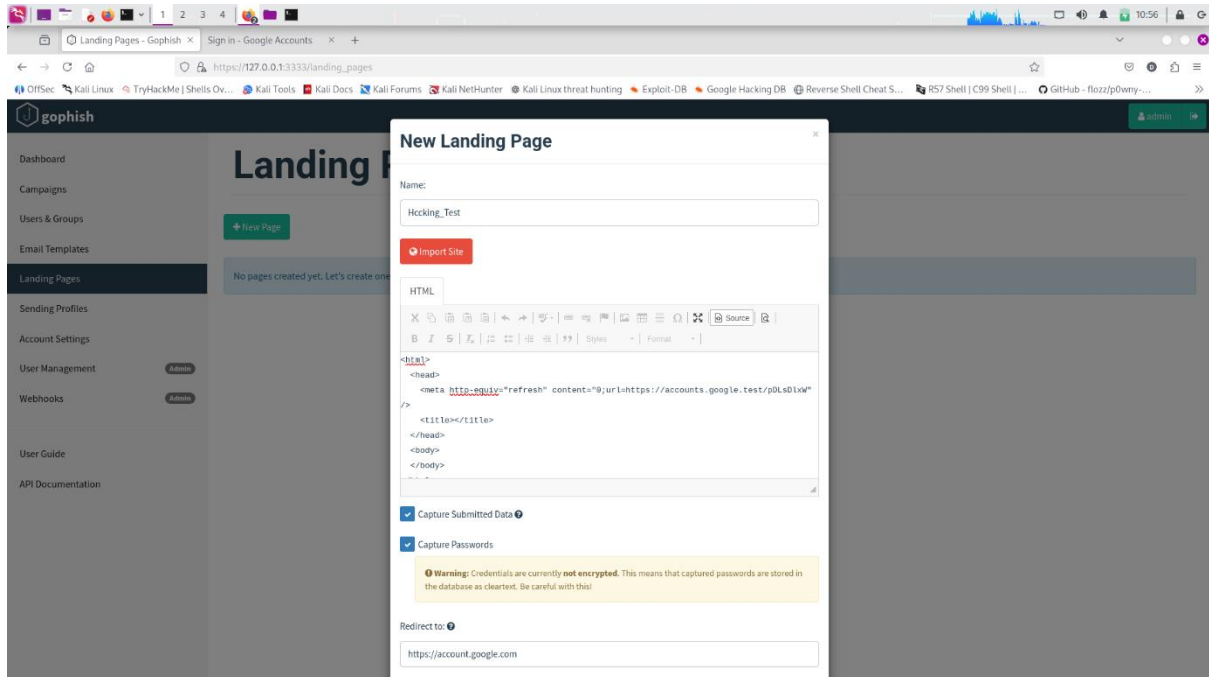 1 2 3 4
10:56
Landing Pages - Gophish
Sign in - Google Accounts
https://127.0.0.1:3333/landing_pages
OffSec
Kali Linux
TryHackMe | Shells Ov...
Kali Tools
Kali Docs
Kali Forums
Kali NetHunter
Kali Linux threat hunting
Exploit-DB
Google Hacking DB
Reverse Shell Cheat S...
R57 Shell | C99 Shell | ...
GitHub - flozz/p0wny-...
gophish
admin
Dashboard
Campaigns
Users & Groups
Email Templates
Landing Pages
Sending Profiles
Account Settings
User Management
Admin
Webhooks
Admin
User Guide
API Documentation
Landing P
New Page
No pages created yet. Let's create one
New Landing Page
Name:
Hccking_Test
Import Site
HTML
Source
Styles
Format
<html>
<head>
<meta http-equiv="refresh" content="0;url=https://accounts.google.test/pDLsDlxW"
/>
<title></title>
</head>
<body>
</body>
Capture Submitted Data
Capture Passwords
Warning: Credentials are currently not encrypted. This means that captured passwords are stored in
the database as cleartext. Be careful with this!
Redirect to:
https://account.google.com